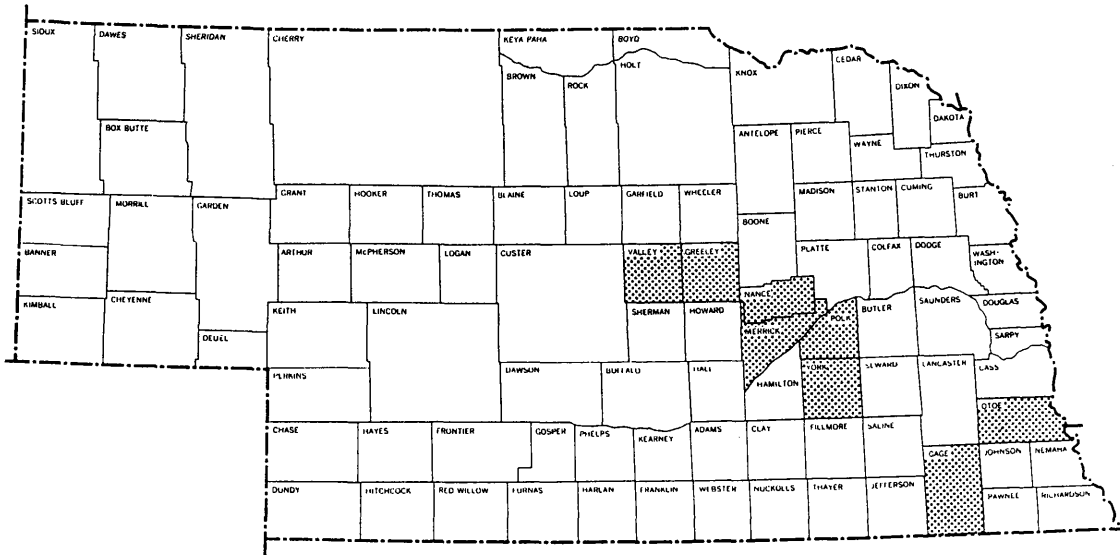 SIOUX
DAWES
SHERIDAN
CHERRY
KEYA PAHA
BOYD
BROWN
ROCK
HOLT
KNOX
CEDAR
DIXON
DAKOTA
BOX BUTTE
ANTELOPE
PIERCE
WAYNE
THURSTON
SCOTTS BLUFF
MORRILL
GARDEN
GRANT
HOOKER
THOMAS
BLAINE
LOUP
GARFIELD
WHEELER
BOONE
MADISON
STANTON
CUMING
BURT
BANNER
ARTHUR
McPHERSON
LOGAN
CUSTER
VALLEY
GREELEY
PLATTE
COLFAX
DODGE
WASH-
INGTON
KIMBALL
CHEYENNE
DEUEL
KEITH
LINCOLN
SHERMAN
HOWARD
NANCE
MERRICK
POLK
BUTLER
SAUNDERS
DOUGLAS
SARPY
PERKINS
DAWSON
BUFFALO
HALL
HAMILTON
YORK
SEWARD
LANCASTER
CASS
OTOE
CHASE
HAYES
FRONTIER
GOSPER
PHELPS
KEARNEY
ADAMS
CLAY
FILLMORE
SALINE
GAGE
JOHNSON
NEMAHA
DUNDY
HITCHCOCK
RED WILLOW
FURNAS
HARLAN
FRANKLIN
WEBSTER
NUCKOLLS
THAYER
JEFFERSON
PAWNEE
RICHARDSON